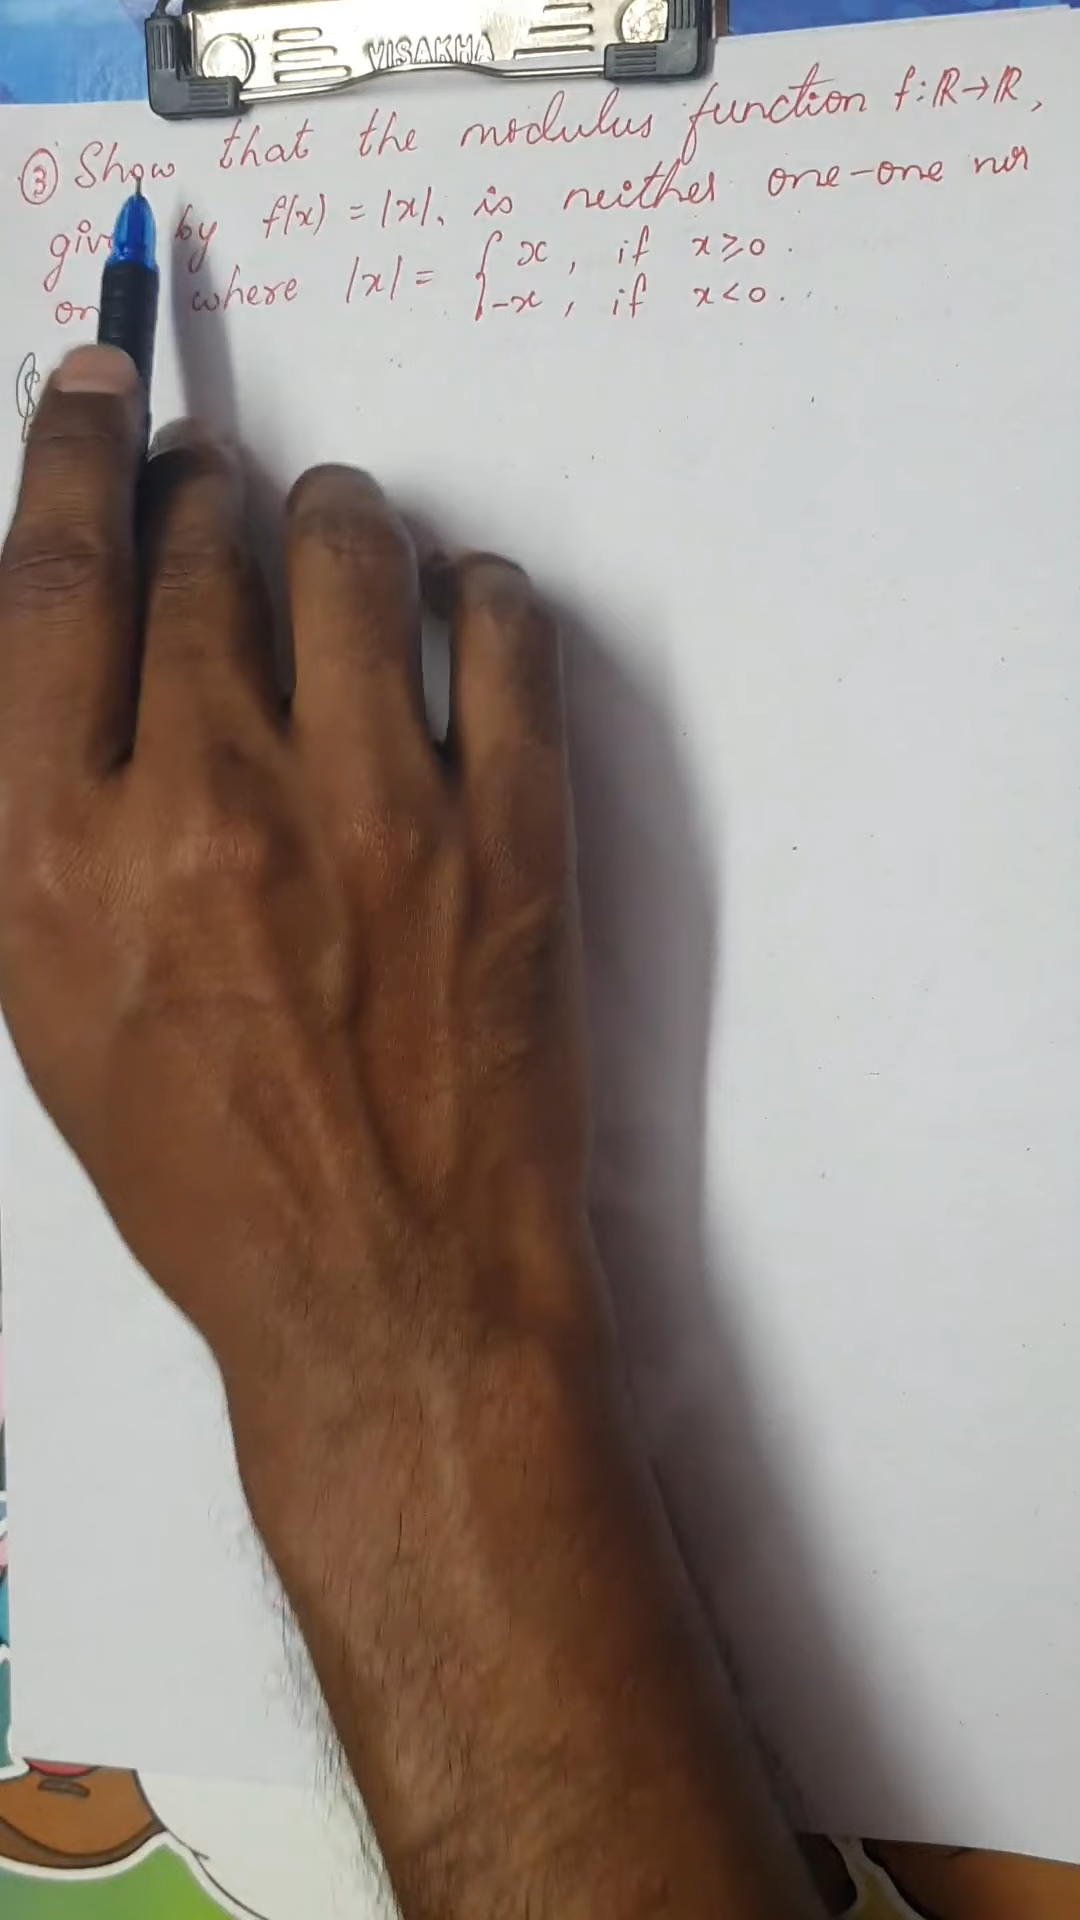 VISAKHA
③ Show that the modulus function f:ℝ→ℝ,
by f(x) = |x|, is neither one-one nor
where |x| = { x, if x≥0.
-x, if x<0.